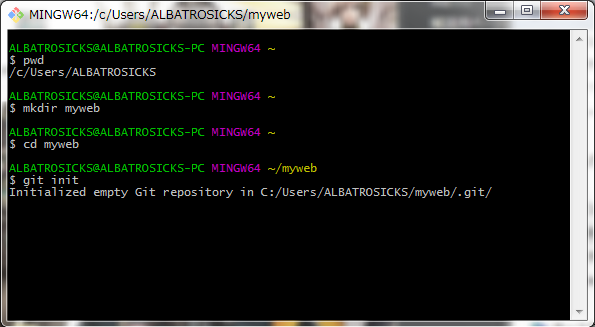 MINGW64:/c/Users/ALBATROSICKS/myweb
ALBATROSICKS@ALBATROSICKS-PC MINGW64 ~
$ pwd
/c/Users/ALBATROSICKS
ALBATROSICKS@ALBATROSICKS-PC MINGW64 ~
$ mkdir myweb
ALBATROSICKS@ALBATROSICKS-PC MINGW64 ~
$ cd myweb
ALBATROSICKS@ALBATROSICKS-PC MINGW64 ~/myweb
$ git init
Initialized empty Git repository in C:/Users/ALBATROSICKS/myweb/.git/